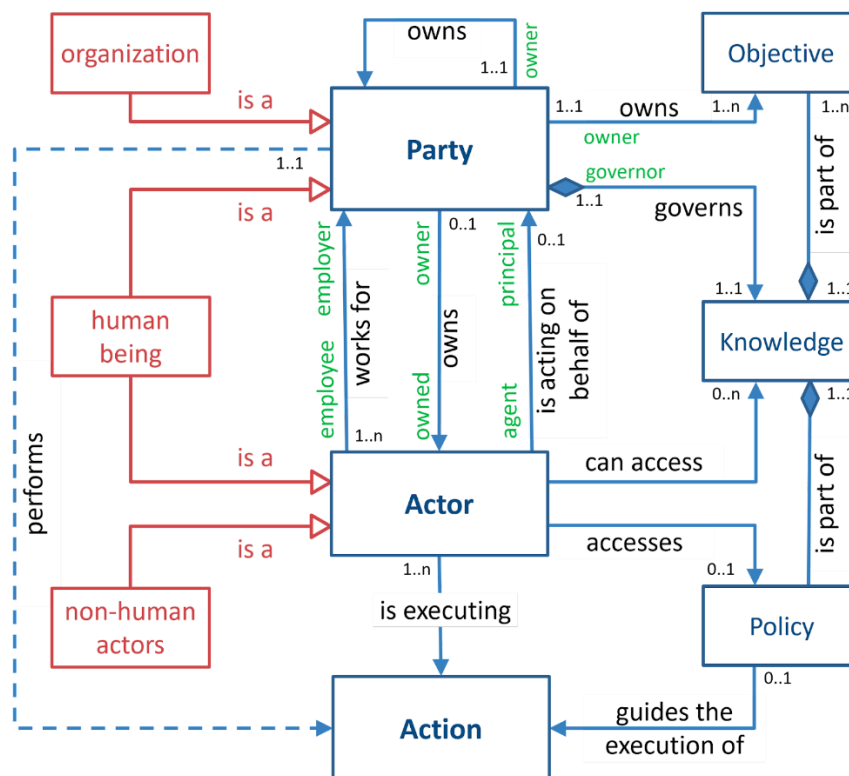 organization
owns
owner
1..1
Objective
is a
1..1
owns
1..n
1..n
owner
Party
1..1
governor
1..1
governs
is a
is part of
0..1
0..1
employer
owner
principal
works for
owns
is acting on
behalf of
employee
owned
agent
human
being
1..1
1..1
Knowledge
0..n
1..1
1..n
is a
can access
Actor
performs
is a
accesses
is part of
1..n
0..1
non-human
actors
is executing
Policy
0..1
Action
guides the
execution of